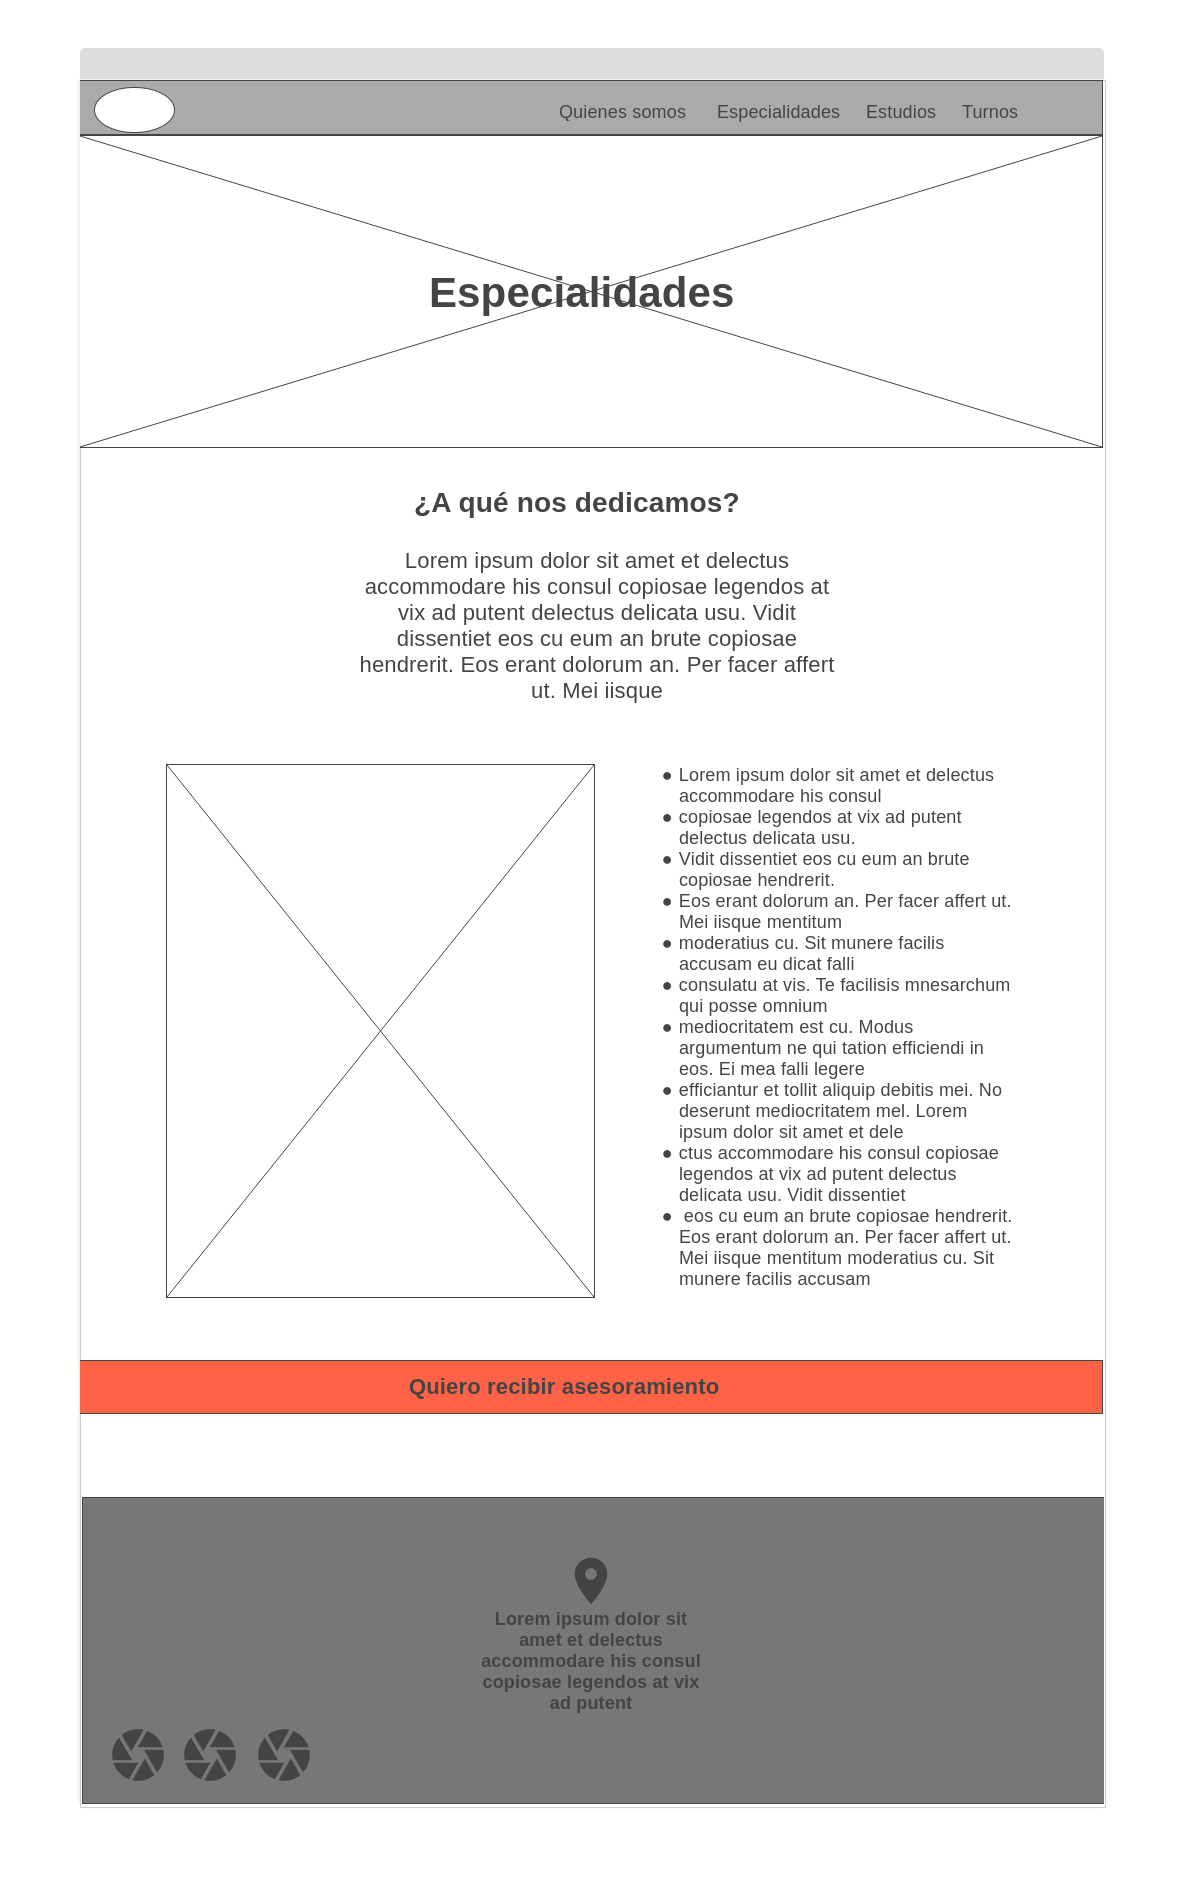 Quienes somos Especialidades Estudios Turnos
Especialidades
¿A qué nos dedicamos?
Lorem ipsum dolor sit amet et delectus
accommodare his consul copiosae legendos at
vix ad putent delectus delicata usu. Vidit
dissentiet eos cu eum an brute copiosae
hendrerit. Eos erant dolorum an. Per facer affert
ut. Mei iisque
● Lorem ipsum dolor sit amet et delectus
accommodare his consul
● copiosae legendos at vix ad putent
delectus delicata usu.
● Vidit dissentiet eos cu eum an brute
copiosae hendrerit.
● Eos erant dolorum an. Per facer affert ut.
Mei iisque mentitum
● moderatius cu. Sit munere facilis
accusam eu dicat falli
● consulatu at vis. Te facilisis mnesarchum
qui posse omnium
● mediocritatem est cu. Modus
argumentum ne qui tation efficiendi in
eos. Ei mea falli legere
● efficiantur et tollit aliquip debitis mei. No
deserunt mediocritatem mel. Lorem
ipsum dolor sit amet et dele
● ctus accommodare his consul copiosae
legendos at vix ad putent delectus
delicata usu. Vidit dissentiet
● eos cu eum an brute copiosae hendrerit.
Eos erant dolorum an. Per facer affert ut.
Mei iisque mentitum moderatius cu. Sit
munere facilis accusam
Quiero recibir asesoramiento
Lorem ipsum dolor sit
amet et delectus
accommodare his consul
copiosae legendos at vix
ad putent